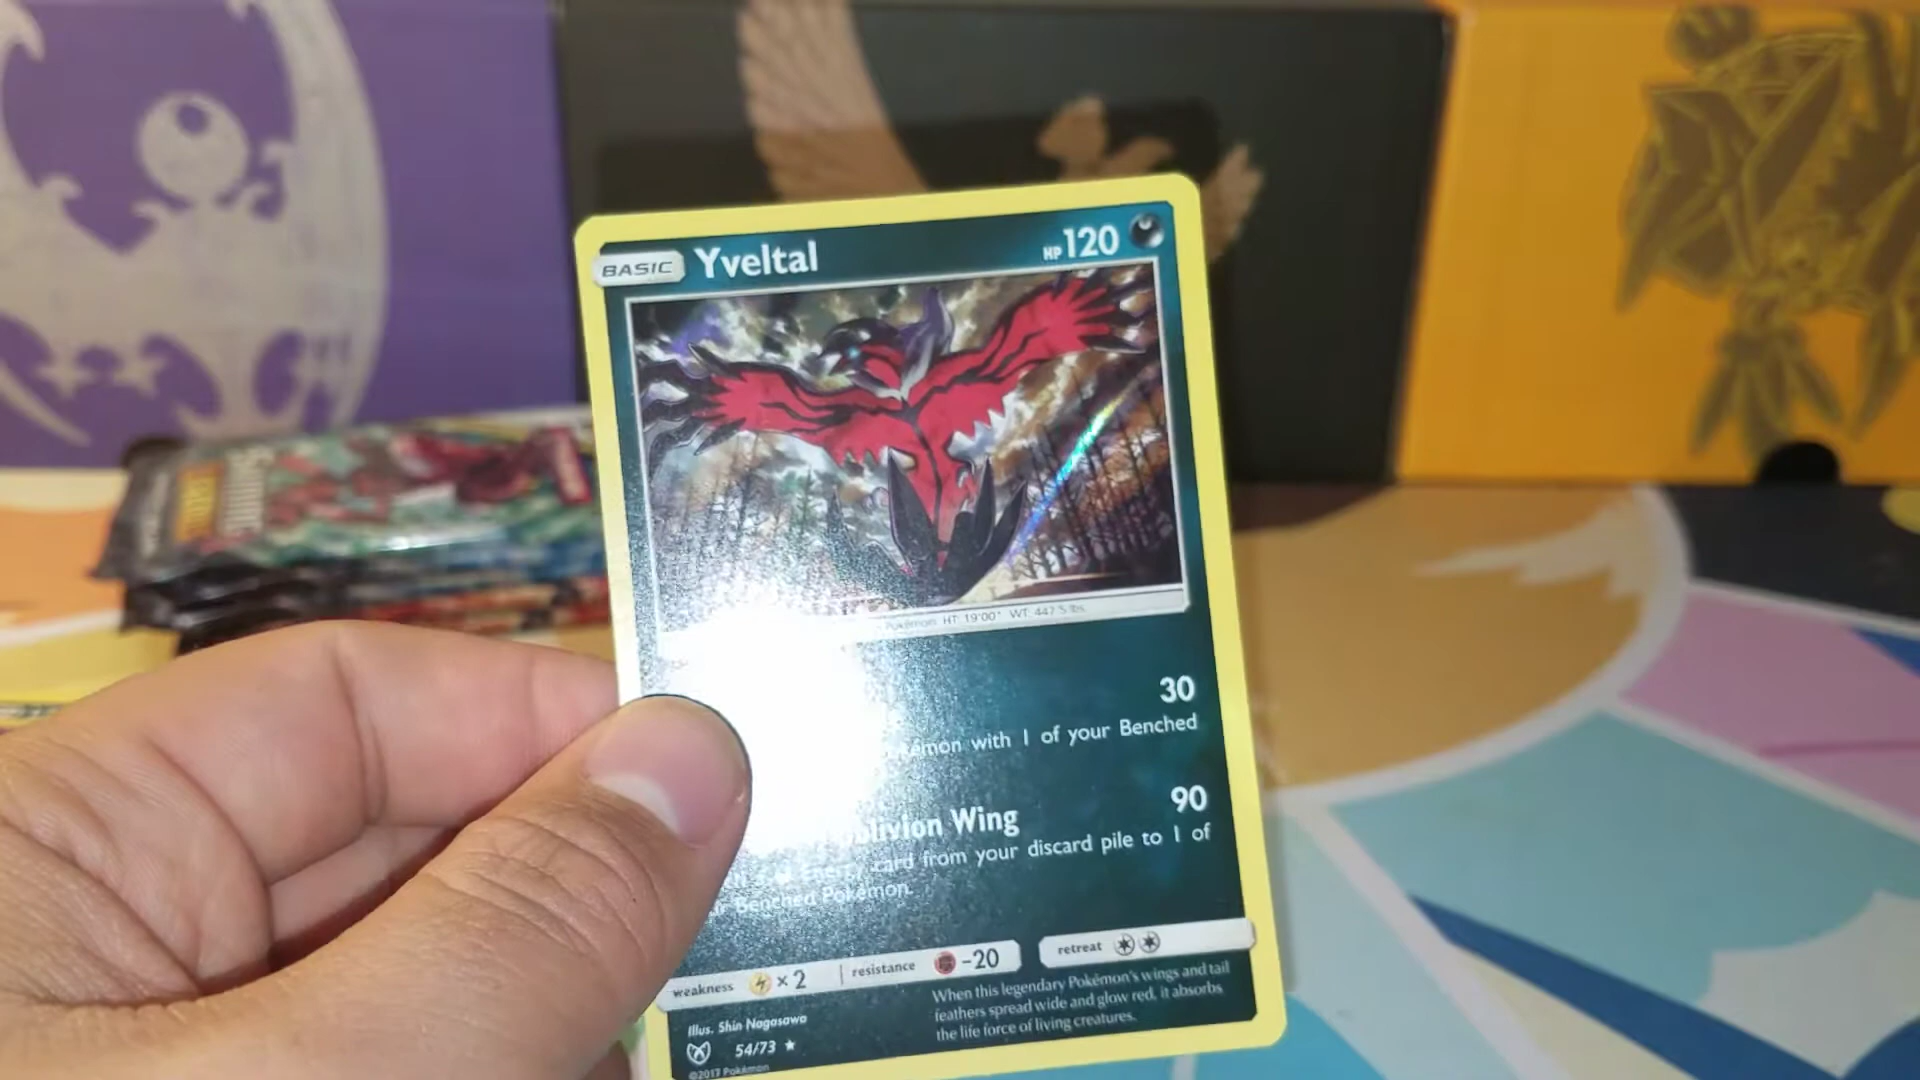 BASIC Yveltal HP 120
Pokémon HT: 19'00" WT: 447.5 lbs.
30
with 1 of your Benched
90
Wing
Energy card from your discard pile to 1 of
Benched Pokémon.
weakness ×2 resistance -20 retreat
When this legendary Pokémon's wings and tail
feathers spread wide and glow red, it absorbs
the life force of living creatures.
Illus. Shin Nagasawa
54/73
©2017 Pokémon